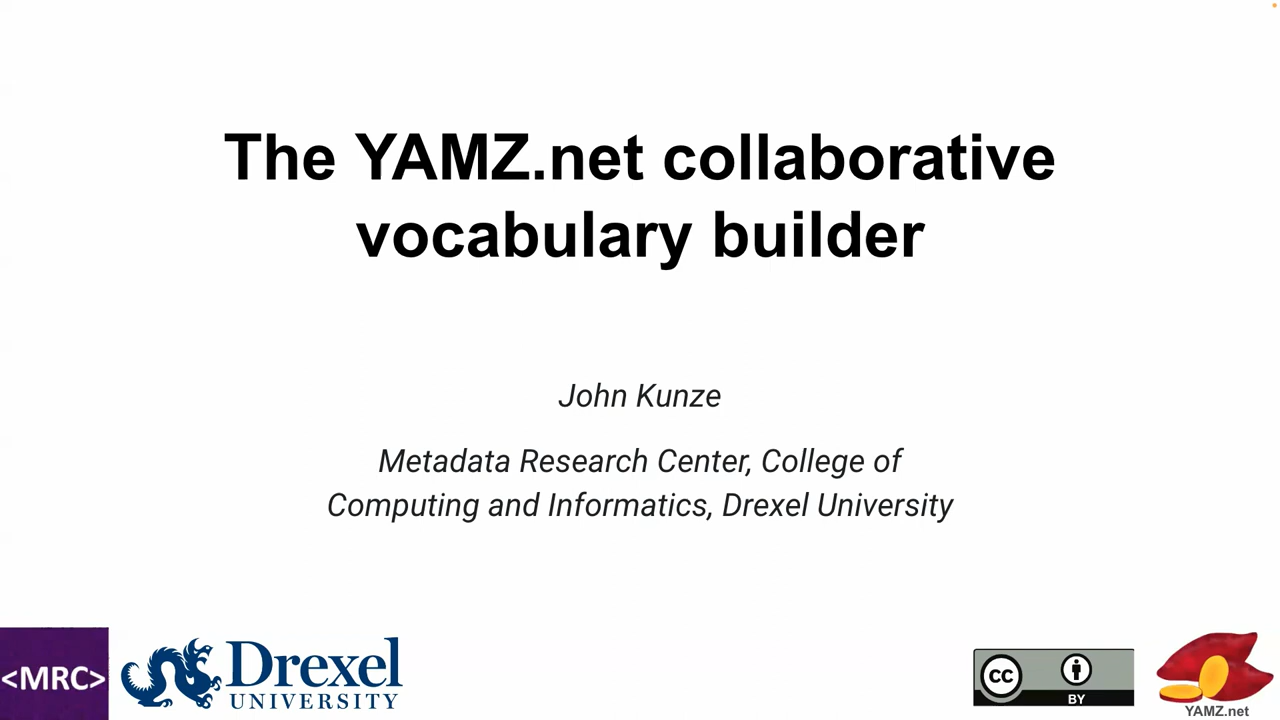 The YAMZ.net collaborative
vocabulary builder
John Kunze
Metadata Research Center, College of
Computing and Informatics, Drexel University
<MRC>
Drexel
UNIVERSITY
cc
BY
YAMZ.net